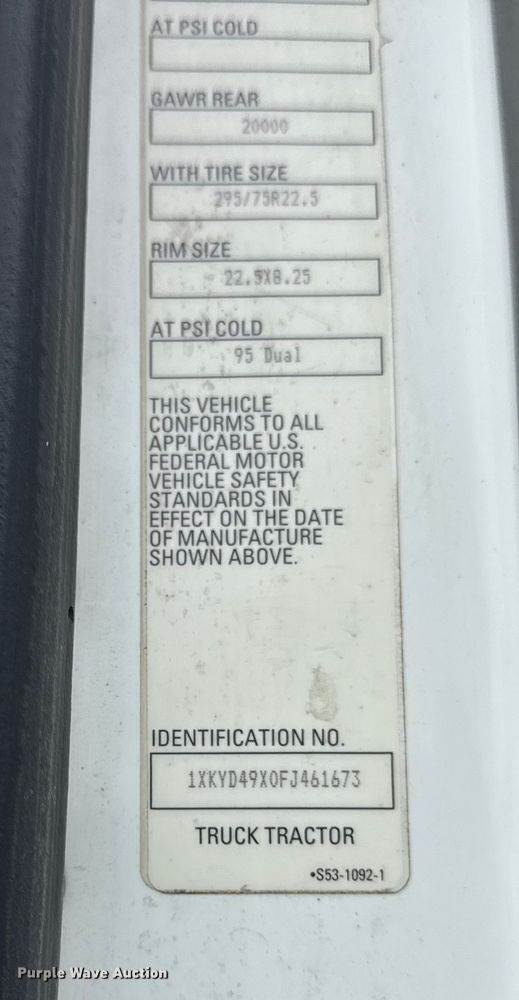 AT PSI COLD
GAWR REAR
20000
WITH TIRE SIZE
295/75R22.5
RIM SIZE
22.5X8.25
AT PSI COLD
95 Dual
THIS VEHICLE
CONFORMS TO ALL
APPLICABLE U.S.
FEDERAL MOTOR
VEHICLE SAFETY
STANDARDS IN
EFFECT ON THE DATE
OF MANUFACTURE
SHOWN ABOVE.
IDENTIFICATION NO.
1XKYD49X0FJ461673
TRUCK TRACTOR
•S53-1092-1
Purple Wave Auction